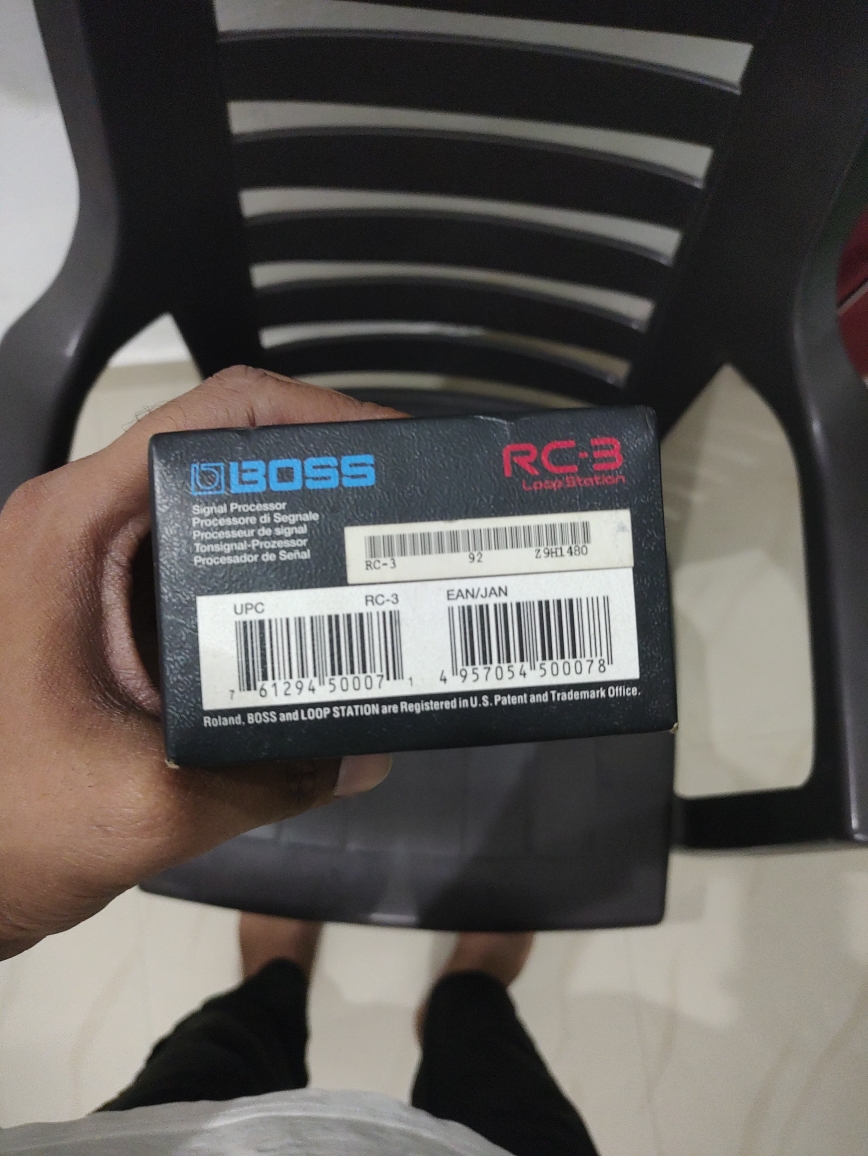 BOSS
RC-3
Loop Station
Signal Processor
Processore di Segnale
Processeur de signal
Tonsignal-Prozessor
Procesador de Señal
RC-3 92 Z9H1480
UPC RC-3
7 61294 50007 1
EAN/JAN
4 957054 500078
Roland, BOSS and LOOP STATION are Registered in U.S. Patent and Trademark Office.